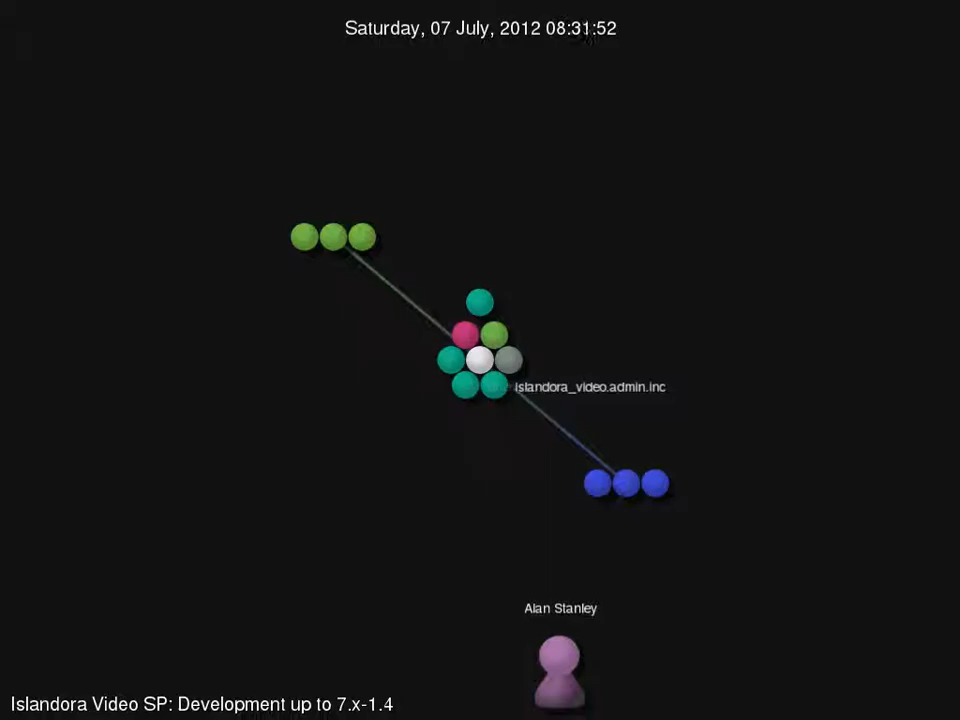 Saturday, 07 July, 2012 08:31:52
islandora_video.admin.inc
Alan Stanley
Islandora Video SP: Development up to 7.x-1.4